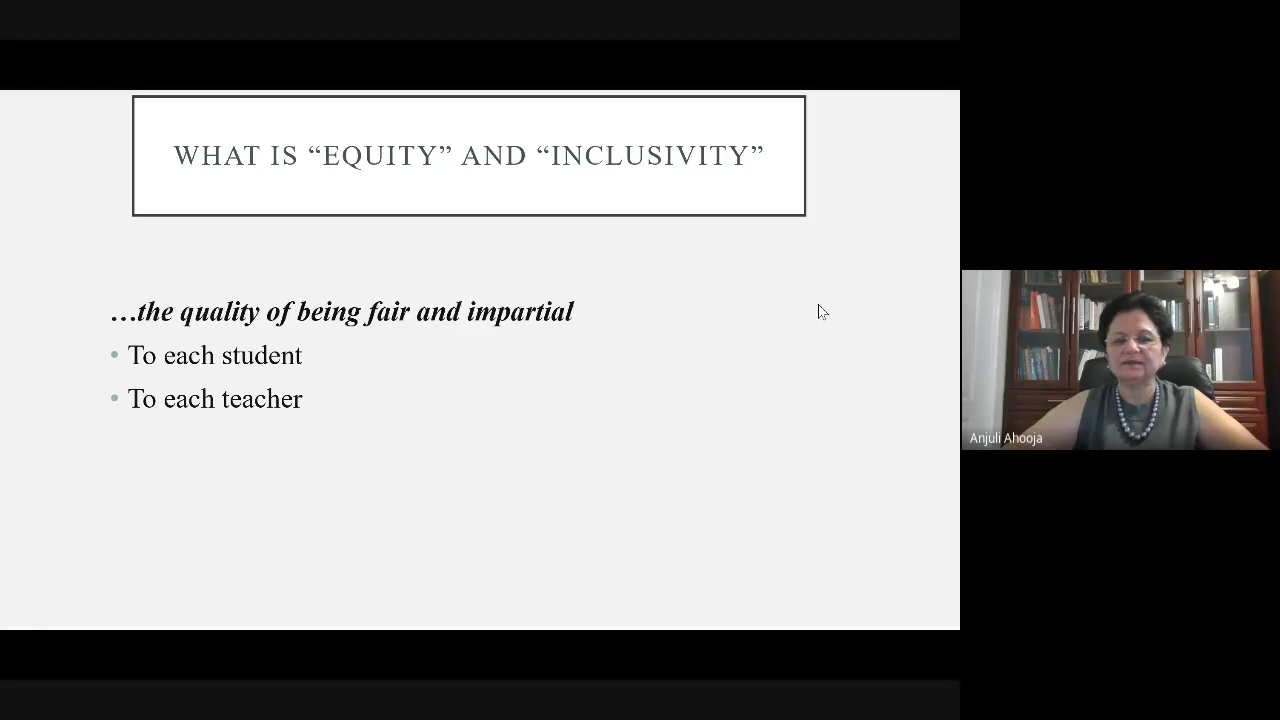 WHAT IS “EQUITY” AND “INCLUSIVITY”
…the quality of being fair and impartial
• To each student
• To each teacher
Anjuli Ahooja